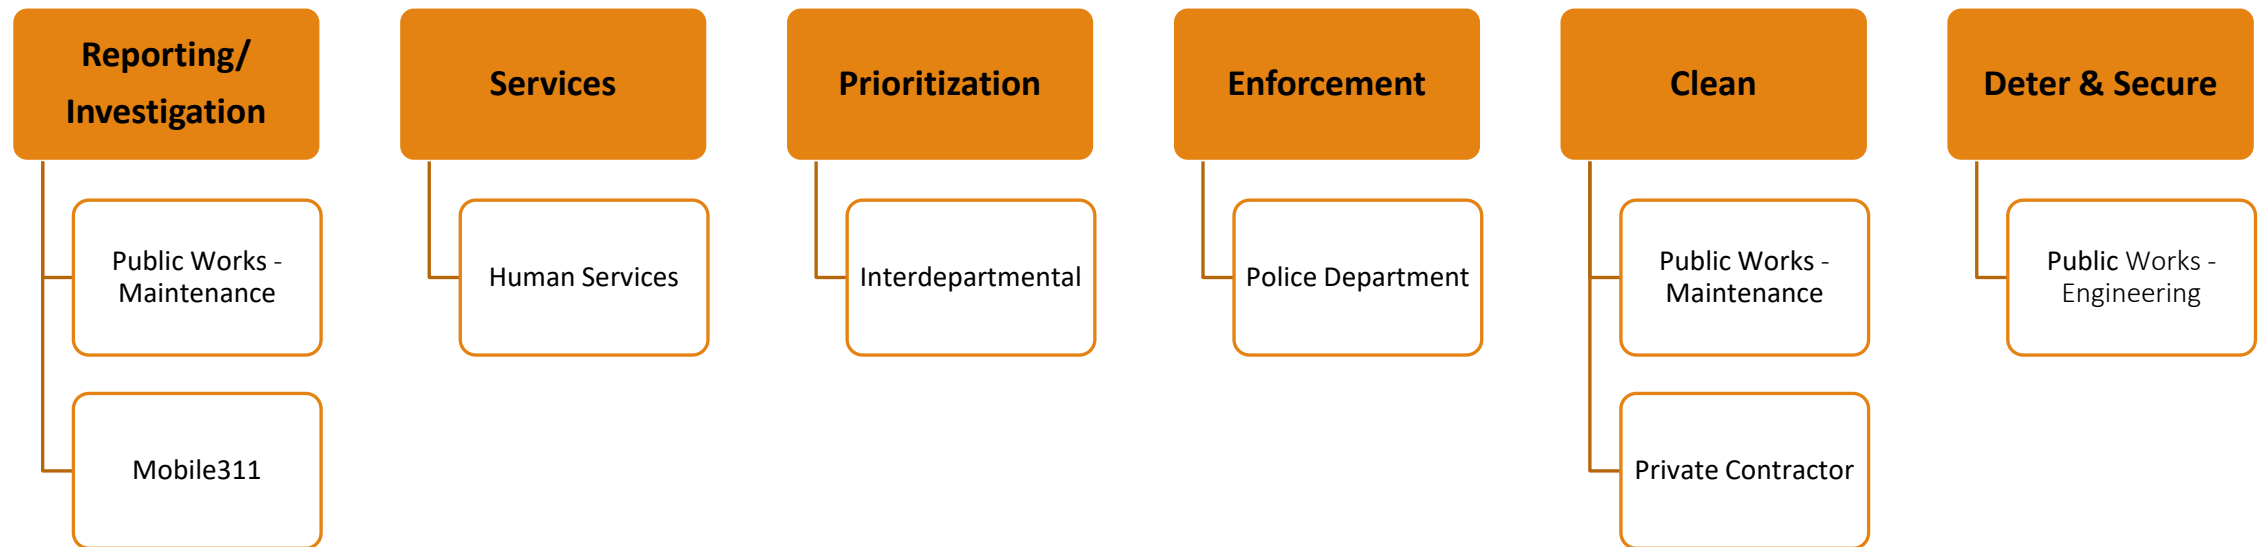 Reporting/
Investigation
Public Works -
Maintenance
Mobile311
Services
Human Services
Prioritization
Interdepartmental
Enforcement
Police Department
Clean
Public Works -
Maintenance
Private Contractor
Deter & Secure
Public Works -
Engineering